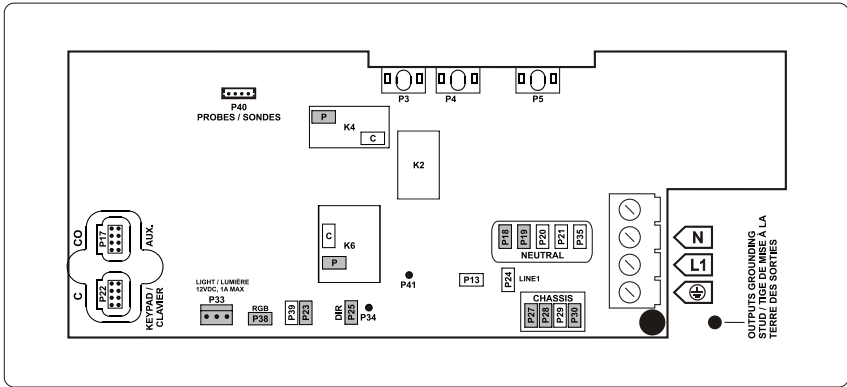 P3
P4
P5
P40
PROBES / SONDES
P
K4
C
K2
CO
P17
AUX.
C
P22
KEYPAD /
CLAVIER
C
K6
P
P18
P19
P20
P21
P35
NEUTRAL
N
L1
LIGHT / LUMIÈRE
12VDC, 1A MAX
P33
RGB
P38
P39
P23
DIR
P25
P34
P41
P13
P24
LINE1
CHASSIS
P27
P28
P29
P30
OUTPUTS GROUNDING
STUD / TIGE DE MISE À LA
TERRE DES SORTIES